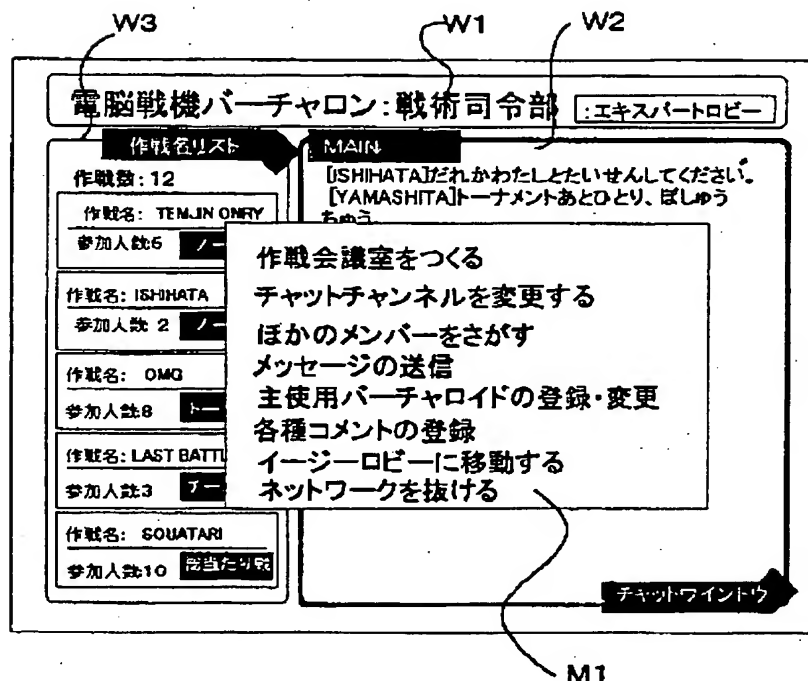 W3 W1 W2
電脳戦機バーチャロン:戦術司令部 :エキスパートロビー
作戦名リスト
作戦数:12
作戦名: TEMJIN ONRY
参加人数5 ノー
作戦名: ISHIHATA
参加人数 2 ノー
作戦名: OMG
参加人数8 トー
作戦名: LAST BATTL
参加人数3 チー
作戦名: SOUATARI
参加人数10 総当たり戦
MAIN
[ISHIHATA]だれかわたしとたいせんしてください。
[YAMASHITA]トーナメントあとひとり、ぼしゅう
ちゅう。
作戦会議室をつくる
チャットチャンネルを変更する
ほかのメンバーをさがす
メッセージの送信
主使用バーチャロイドの登録・変更
各種コメントの登録
イージーロビーに移動する
ネットワークを抜ける
チャットウインドウ
M1